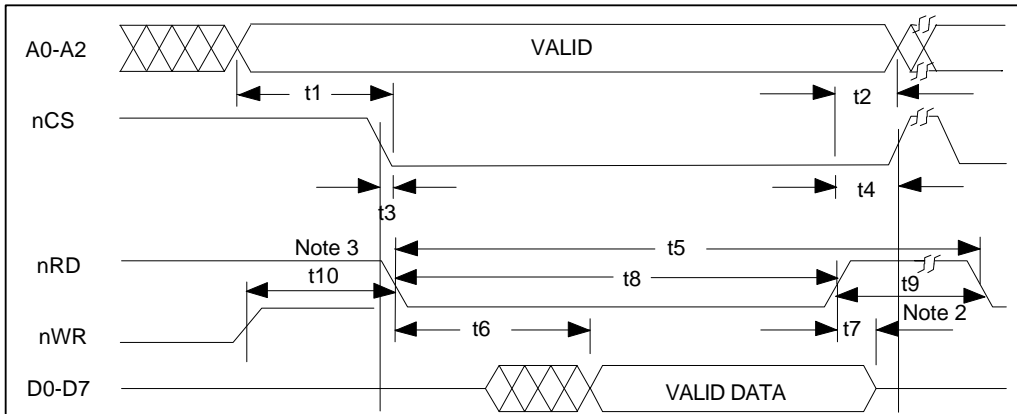 A0-A2
VALID
t1
t2
nCS
t3
t4
Note 3
t5
nRD
t8
t10
t9
Note 2
nWR
t6
t7
D0-D7
VALID DATA